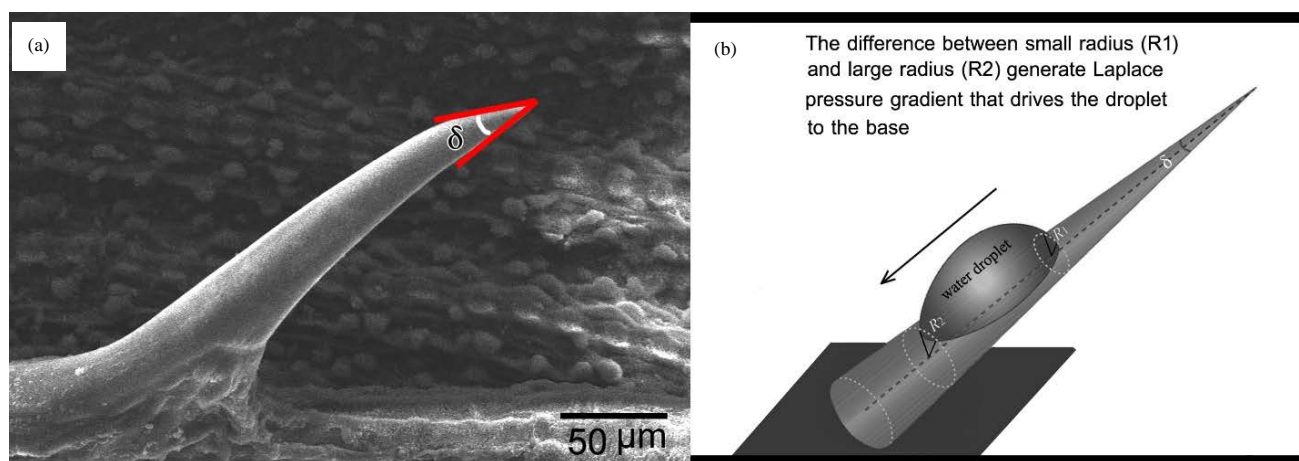 (a)
δ
50 μm
(b)
The difference between small radius (R1)
and large radius (R2) generate Laplace
pressure gradient that drives the droplet
to the base
δ
R1
water droplet
R2